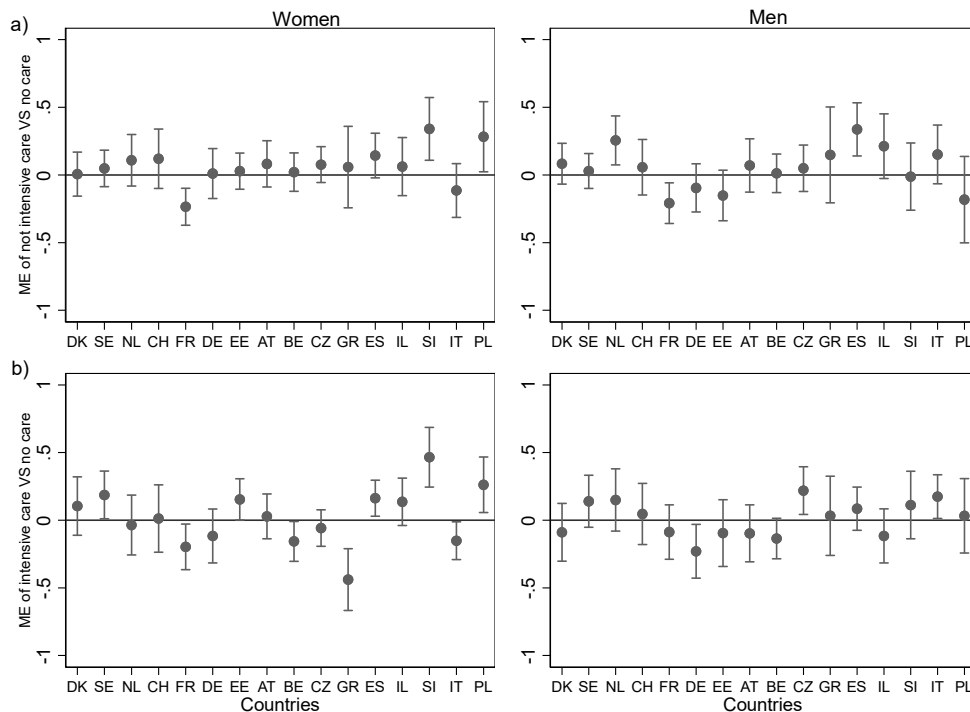 Women
Men
a)
ME of not intensive care VS no care
1
.5
0
-.5
-1
DK SE NL CH FR DE EE AT BE CZ GR ES IL SI IT PL
1
.5
0
-.5
-1
DK SE NL CH FR DE EE AT BE CZ GR ES IL SI IT PL
b)
ME of intensive care VS no care
1
.5
0
-.5
-1
DK SE NL CH FR DE EE AT BE CZ GR ES IL SI IT PL
Countries
1
.5
0
-.5
-1
DK SE NL CH FR DE EE AT BE CZ GR ES IL SI IT PL
Countries